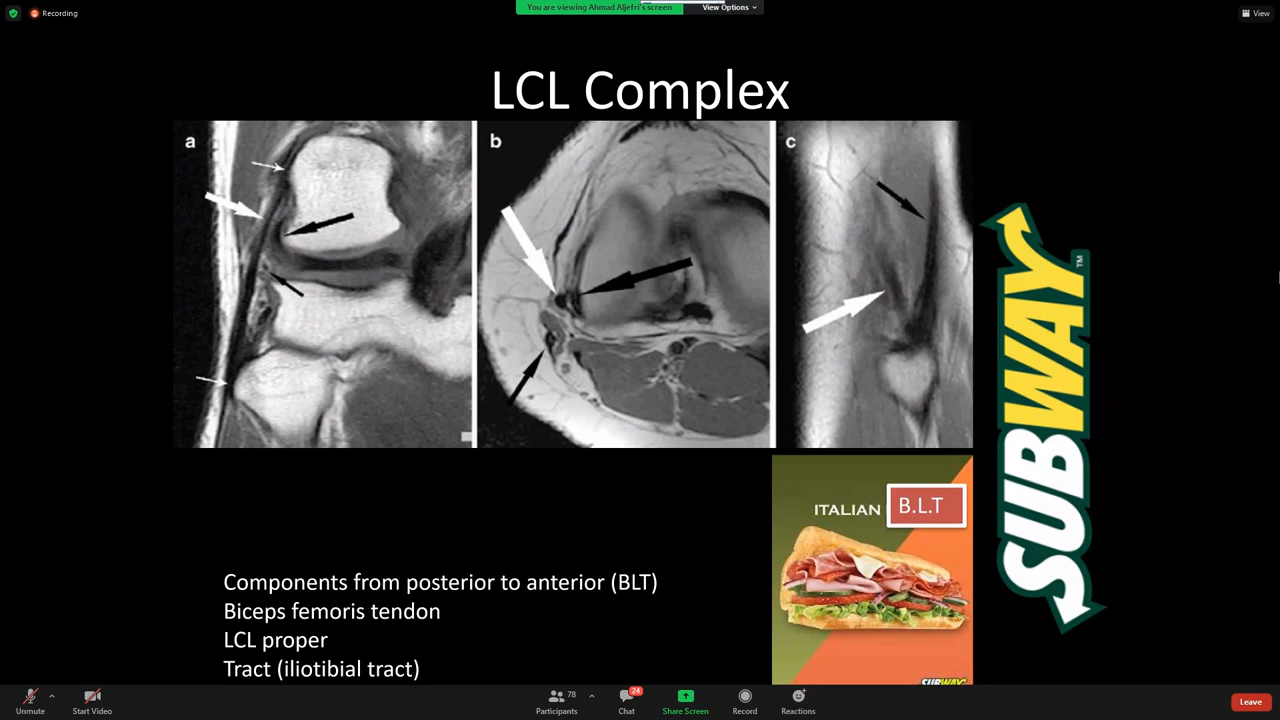 Recording
You are viewing Ahmad Aljefri's screen
View Options
View
LCL Complex
a
b
c
SUBWAY
TM
ITALIAN
B.L.T
Components from posterior to anterior (BLT)
Biceps femoris tendon
LCL proper
Tract (iliotibial tract)
SUBWAY
Unmute
Start Video
78
Participants
24
Chat
Share Screen
Record
Reactions
Leave